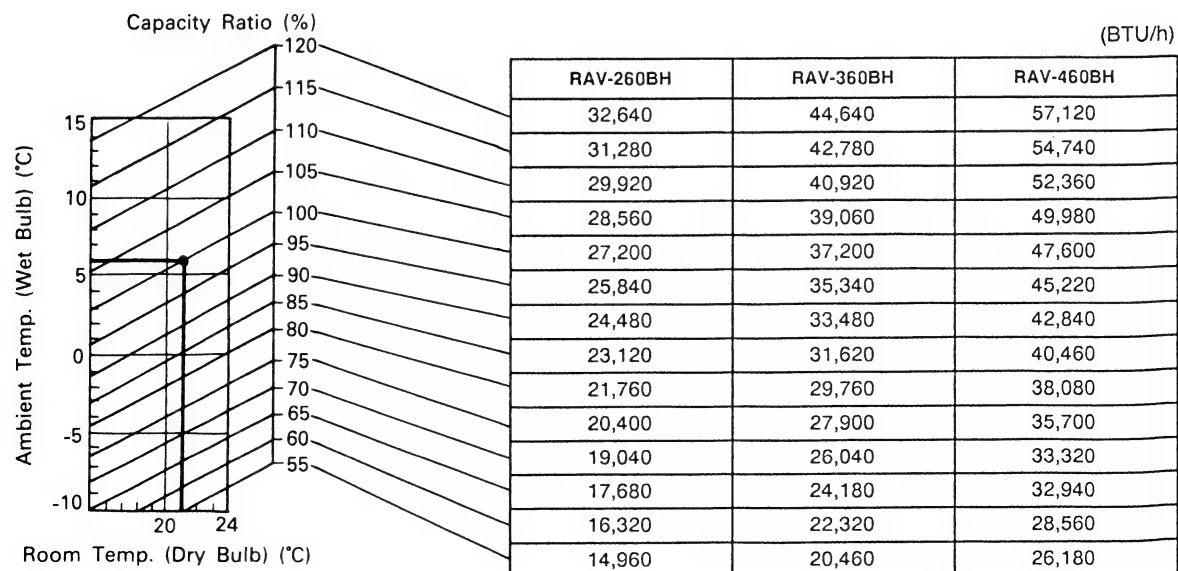 Capacity Ratio (%)
(BTU/h)
120
115
110
105
100
95
90
85
80
75
70
65
60
55
15
10
5
0
-5
-10
20 24
Ambient Temp. (Wet Bulb) (°C)
Room Temp. (Dry Bulb) (°C)
RAV-260BH RAV-360BH RAV-460BH
32,640 44,640 57,120
31,280 42,780 54,740
29,920 40,920 52,360
28,560 39,060 49,980
27,200 37,200 47,600
25,840 35,340 45,220
24,480 33,480 42,840
23,120 31,620 40,460
21,760 29,760 38,080
20,400 27,900 35,700
19,040 26,040 33,320
17,680 24,180 32,940
16,320 22,320 28,560
14,960 20,460 26,180